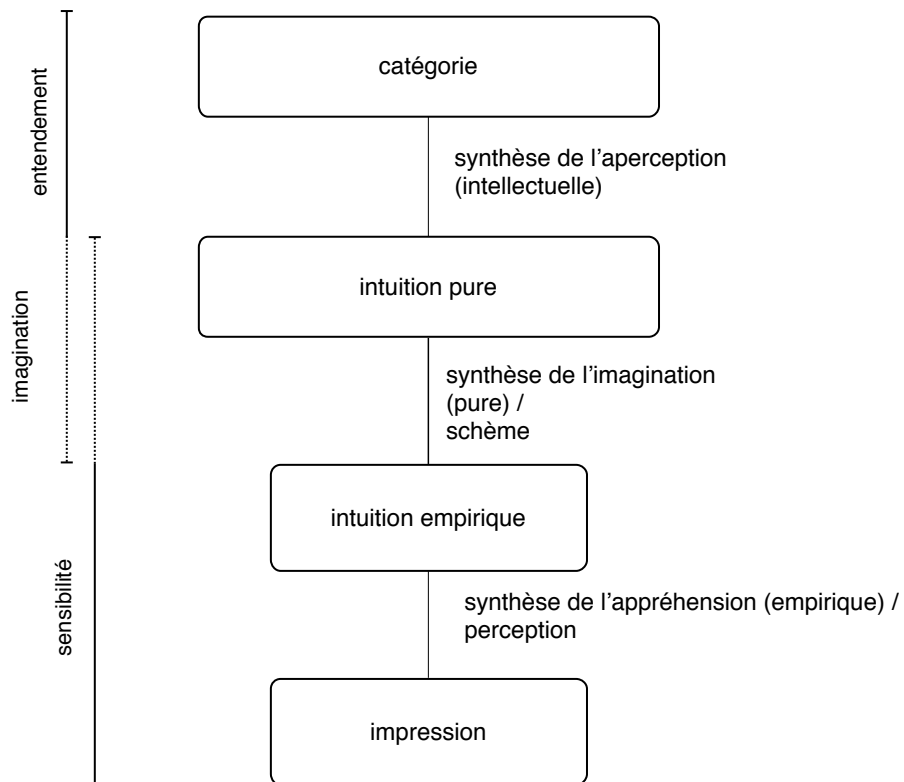 catégorie
entendement
synthèse de l'aperception
(intellectuelle)
intuition pure
imagination
synthèse de l'imagination
(pure) /
schème
intuition empirique
sensibilité
synthèse de l'appréhension (empirique) /
perception
impression